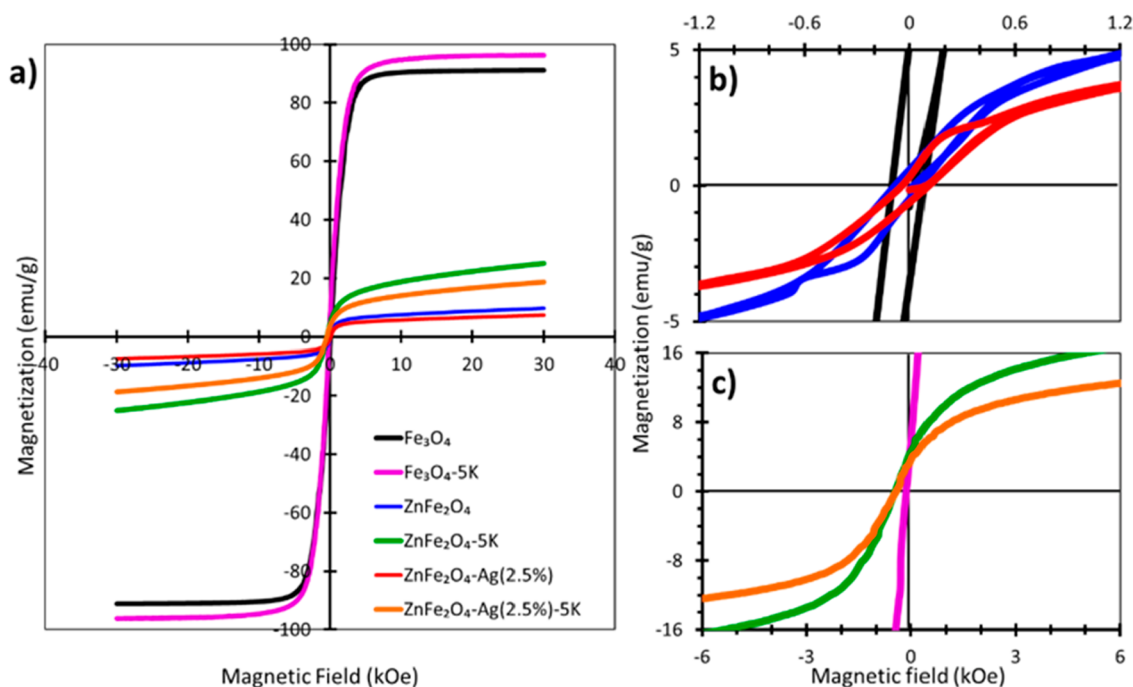 a)
100
80
60
40
20
0
-20
-40
-60
-80
-100
-40
-30
-20
-10
0
10
20
30
40
Magnetization (emu/g)
Magnetic Field (kOe)
Fe₃O₄
Fe₃O₄-5K
ZnFe₂O₄
ZnFe₂O₄-5K
ZnFe₂O₄-Ag(2.5%)
ZnFe₂O₄-Ag(2.5%)-5K
b)
-1.2
-0.6
0
0.6
1.2
5
0
-5
Magnetization (emu/g)
c)
16
8
0
-8
-16
-6
-3
0
3
6
Magnetic field (kOe)